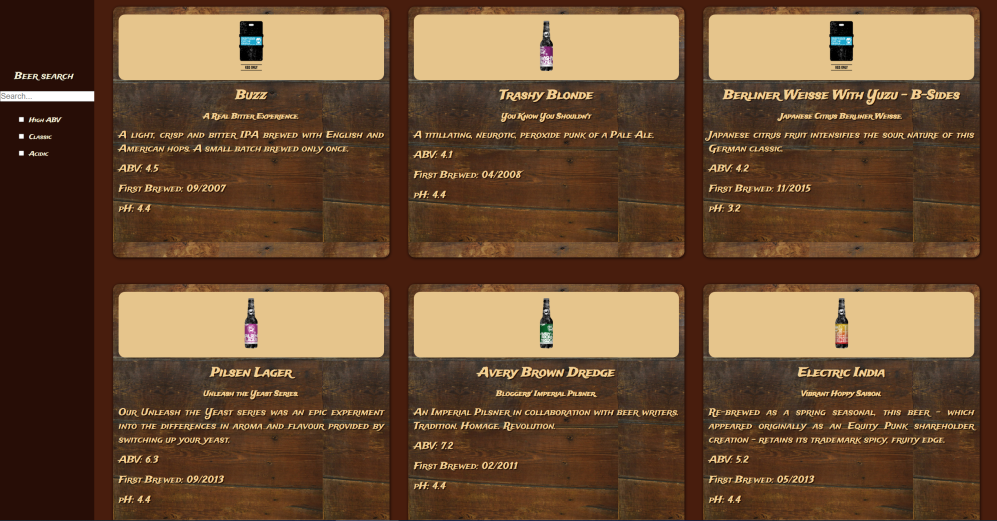 Beer search
Search...
High ABV
Classic
Acidic
Buzz
A Real Bitter Experience.
A light, crisp and bitter IPA brewed with English and
American hops. A small batch brewed only once.
ABV: 4.5
First Brewed: 09/2007
pH: 4.4
Trashy Blonde
You Know You Shouldn't
A titillating, neurotic, peroxide punk of a Pale Ale.
ABV: 4.1
First Brewed: 04/2008
pH: 4.4
Berliner Weisse With Yuzu - B-Sides
Japanese Citrus Berliner Weisse.
Japanese citrus fruit intensifies the sour nature of this
German classic.
ABV: 4.2
First Brewed: 11/2015
pH: 3.2
Pilsen Lager
Unleash the Yeast Series.
Our Unleash the Yeast series was an epic experiment
into the differences in aroma and flavour provided by
switching up your yeast.
ABV: 6.3
First Brewed: 09/2013
pH: 4.4
Avery Brown Dredge
Bloggers' Imperial Pilsner.
An Imperial Pilsner in collaboration with beer writers.
Tradition. Homage. Revolution.
ABV: 7.2
First Brewed: 02/2011
pH: 4.4
Electric India
Vibrant Hoppy Saison.
Re-brewed as a spring seasonal, this beer - which
appeared originally as an Equity Punk shareholder
creation - retains its trademark spicy, fruity edge.
ABV: 5.2
First Brewed: 05/2013
pH: 4.4